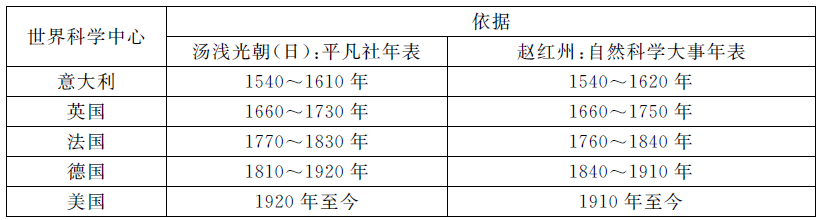 世界科学中心 依据
汤浅光朝(日):平凡社年表 赵红州:自然科学大事年表
意大利 1540～1610 年 1540～1620 年
英国 1660～1730 年 1660～1750 年
法国 1770～1830 年 1760～1840 年
德国 1810～1920 年 1840～1910 年
美国 1920 年至今 1910 年至今